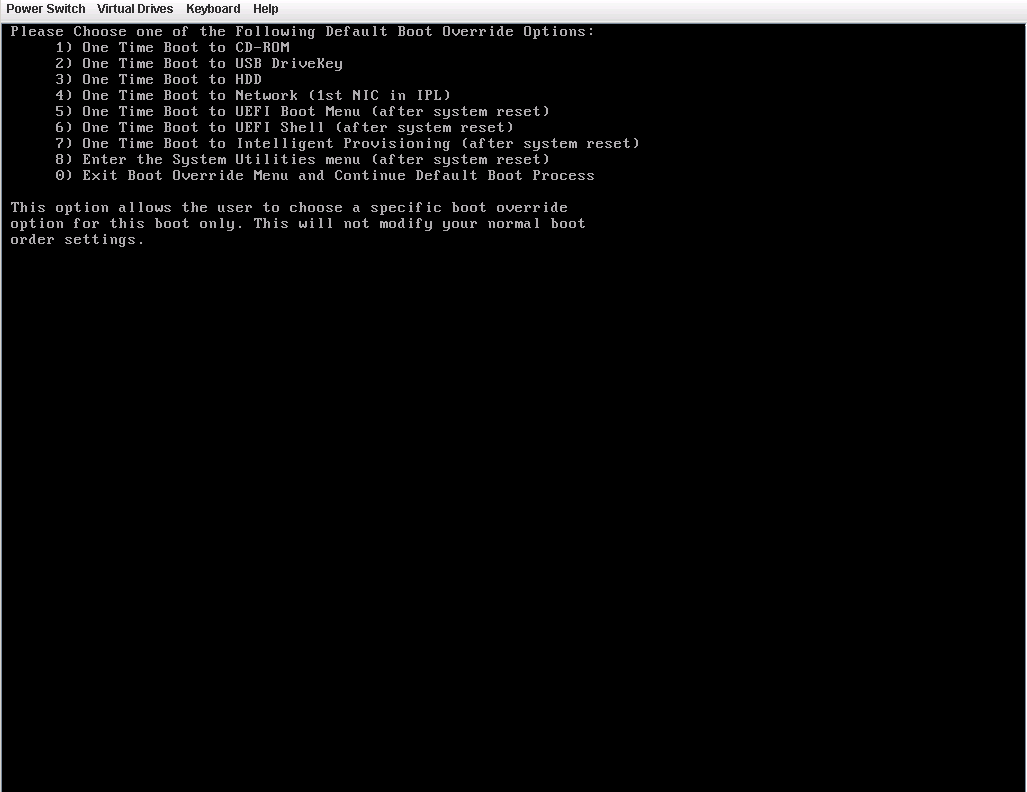 Power Switch Virtual Drives Keyboard Help
Please Choose one of the Following Default Boot Override Options:
1) One Time Boot to CD-ROM
2) One Time Boot to USB DriveKey
3) One Time Boot to HDD
4) One Time Boot to Network (1st NIC in IPL)
5) One Time Boot to UEFI Boot Menu (after system reset)
6) One Time Boot to UEFI Shell (after system reset)
7) One Time Boot to Intelligent Provisioning (after system reset)
8) Enter the System Utilities menu (after system reset)
0) Exit Boot Override Menu and Continue Default Boot Process
This option allows the user to choose a specific boot override
option for this boot only. This will not modify your normal boot
order settings.